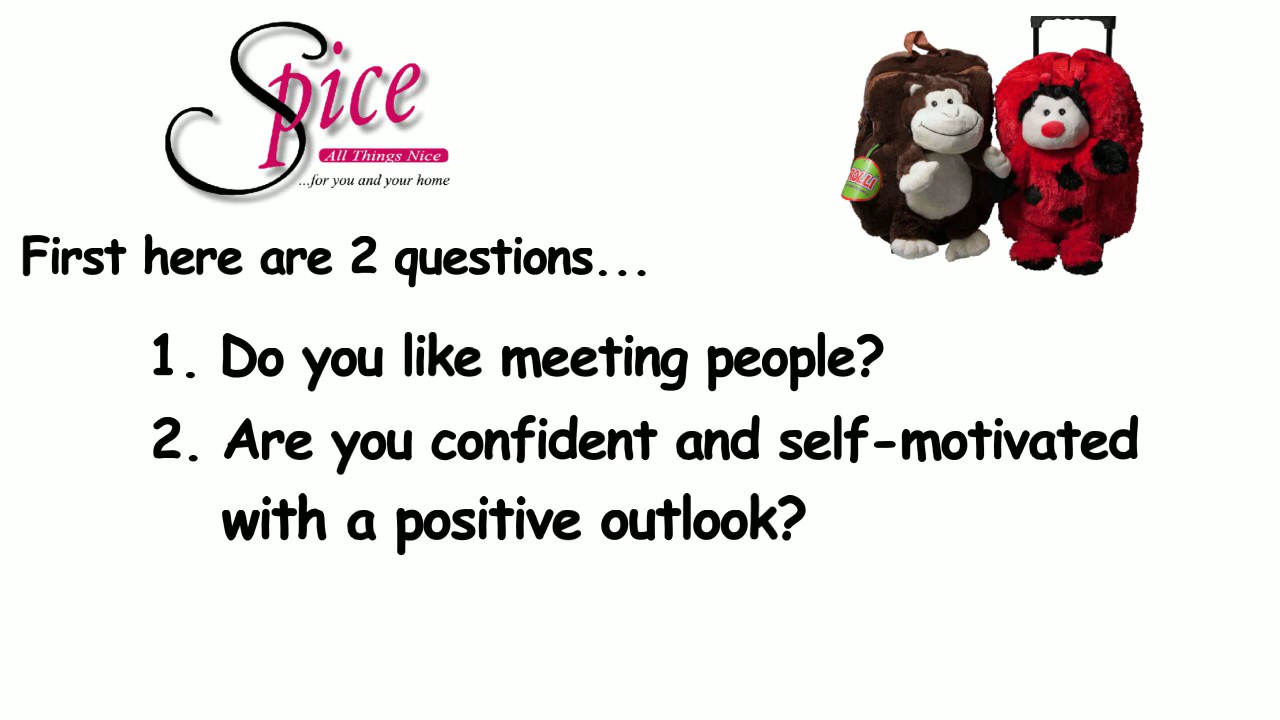 Spice
All Things Nice
...for you and your home
First here are 2 questions...
1. Do you like meeting people?
2. Are you confident and self-motivated
with a positive outlook?